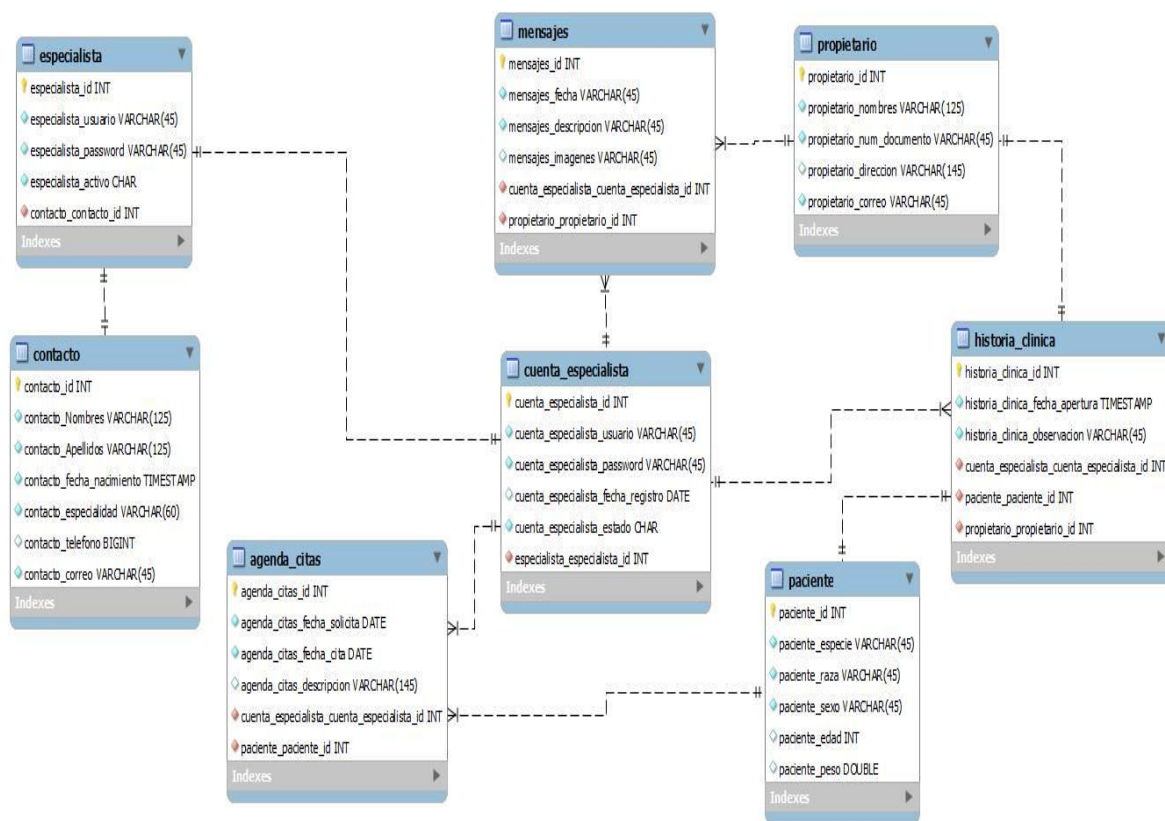 especialista
especialista_id INT
especialista_usuario VARCHAR(45)
especialista_password VARCHAR(45)
especialista_activo CHAR
contacto_contacto_id INT
Indexes
mensajes
mensajes_id INT
mensajes_fecha VARCHAR(45)
mensajes_descripcion VARCHAR(45)
mensajes_imagenes VARCHAR(45)
cuenta_especialista_cuenta_especialista_id INT
propietario_propietario_id INT
Indexes
propietario
propietario_id INT
propietario_nombres VARCHAR(125)
propietario_num_documento VARCHAR(45)
propietario_direccion VARCHAR(145)
propietario_correo VARCHAR(45)
Indexes
contacto
contacto_id INT
contacto_Nombres VARCHAR(125)
contacto_Apellidos VARCHAR(125)
contacto_fecha_nacimiento TIMESTAMP
contacto_especialidad VARCHAR(60)
contacto_telefono BIGINT
contacto_correo VARCHAR(45)
Indexes
cuenta_especialista
cuenta_especialista_id INT
cuenta_especialista_usuario VARCHAR(45)
cuenta_especialista_password VARCHAR(45)
cuenta_especialista_fecha_registro DATE
cuenta_especialista_estado CHAR
especialista_especialista_id INT
Indexes
historia_clinica
historia_clinica_id INT
historia_clinica_fecha_apertura TIMESTAMP
historia_clinica_observacion VARCHAR(45)
cuenta_especialista_cuenta_especialista_id INT
paciente_paciente_id INT
propietario_propietario_id INT
Indexes
agenda_citas
agenda_citas_id INT
agenda_citas_fecha_solicita DATE
agenda_citas_fecha_cita DATE
agenda_citas_descripcion VARCHAR(145)
cuenta_especialista_cuenta_especialista_id INT
paciente_paciente_id INT
Indexes
paciente
paciente_id INT
paciente_especie VARCHAR(45)
paciente_raza VARCHAR(45)
paciente_sexo VARCHAR(45)
paciente_edad INT
paciente_peso DOUBLE
Indexes